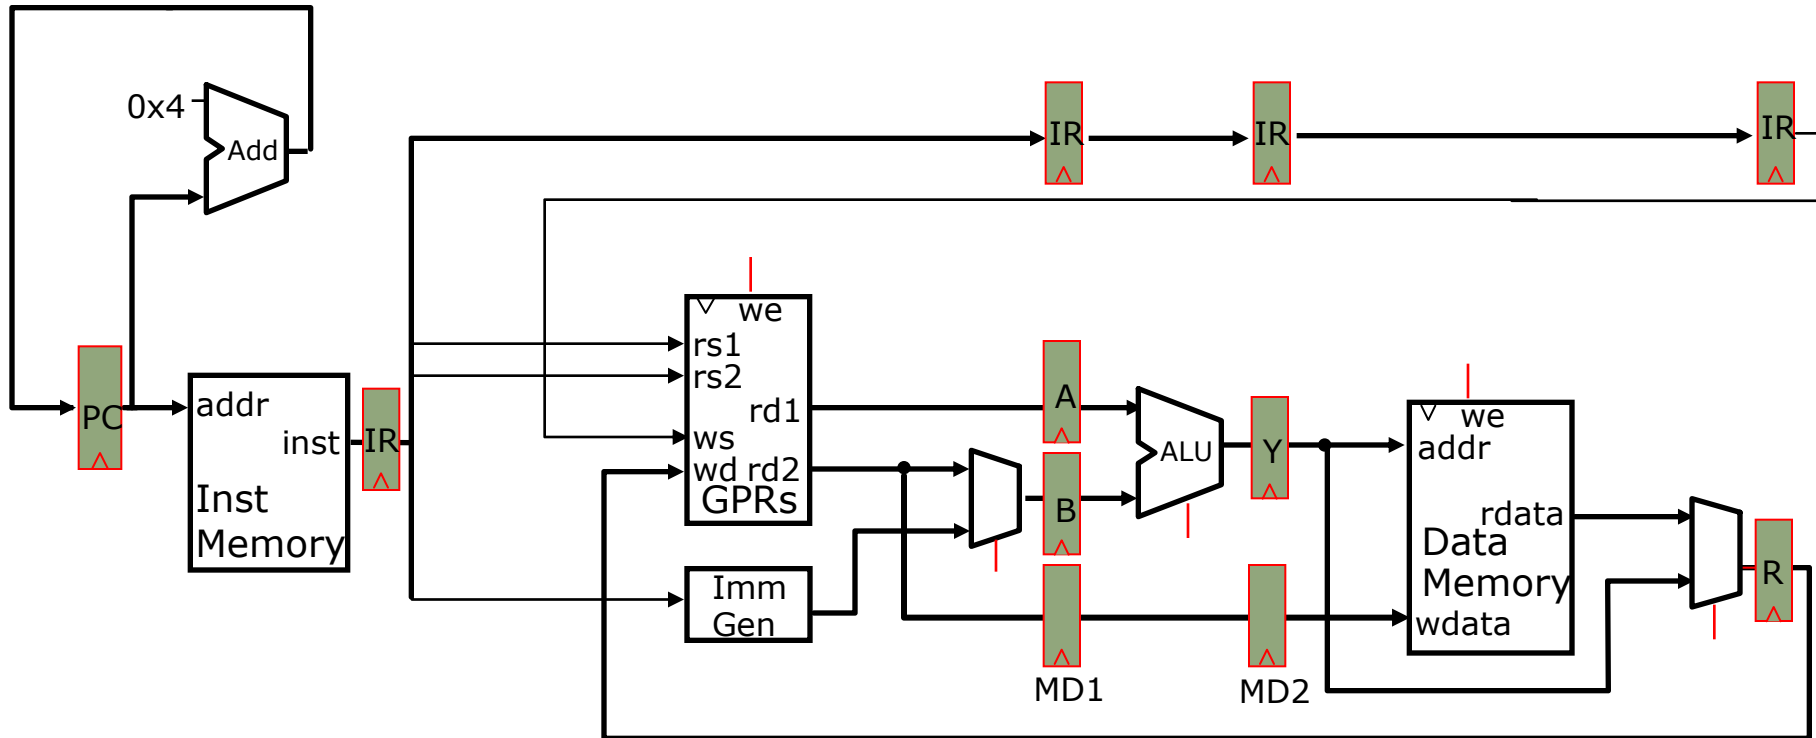 0x4
Add
IR
IR
IR
we
rs1
rs2
rd1
ws
wd rd2
GPRs
PC
addr
inst
Inst
Memory
IR
A
B
ALU
Y
we
addr
rdata
Data
Memory
wdata
R
Imm
Gen
MD1
MD2